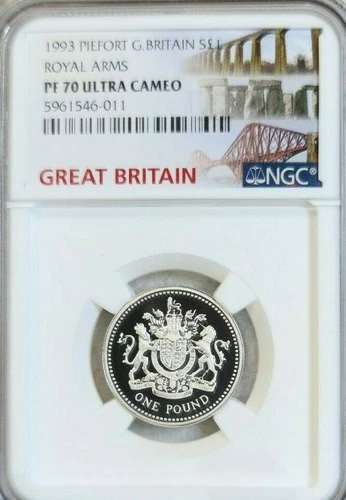 1993 PIEFORT G.BRITAIN S£1
ROYAL ARMS
PF 70 ULTRA CAMEO
5961546-011
GREAT BRITAIN
NGC®
ONE POUND